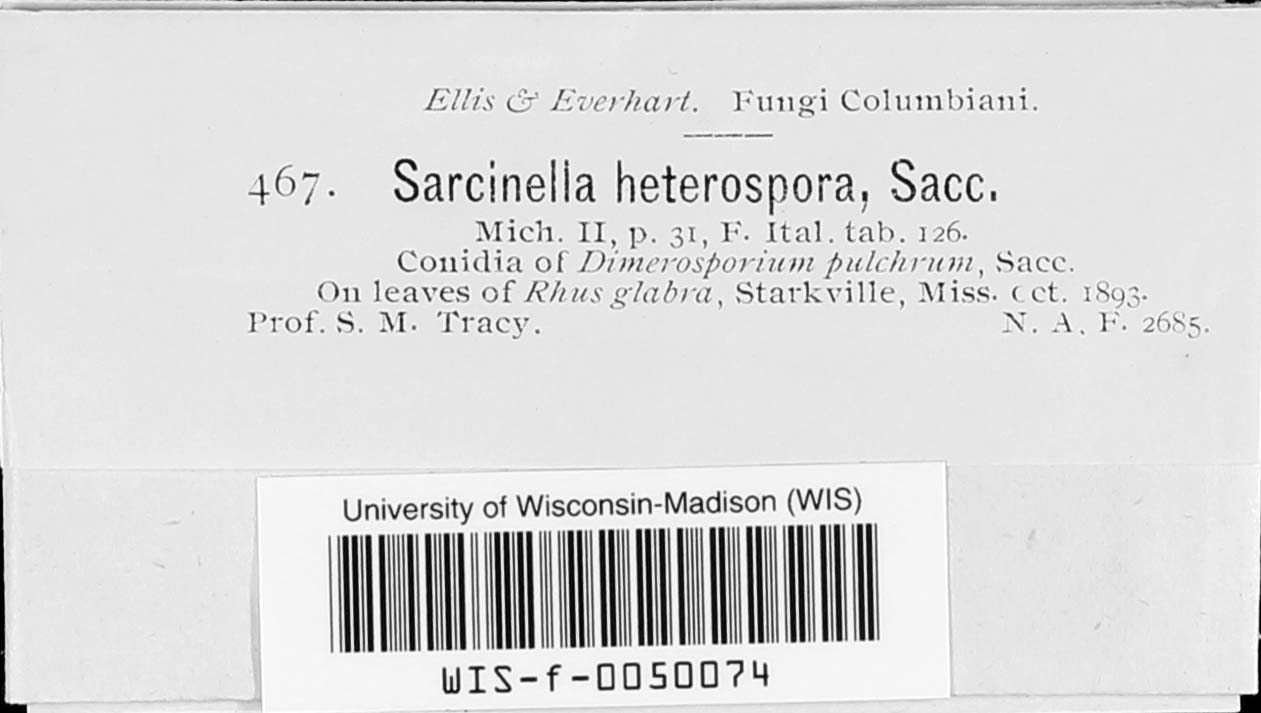 Ellis & Everhart. Fungi Columbiani.
467. Sarcinella heterospora, Sacc.
Mich. II, p. 31, F. Ital. tab. 126.
Conidia of Dimerosporium pulchrum, Sacc.
On leaves of Rhus glabra, Starkville, Miss. Oct. 1893.
Prof. S. M. Tracy. N. A. F. 2685.
University of Wisconsin-Madison (WIS)
WIS-f-0050074